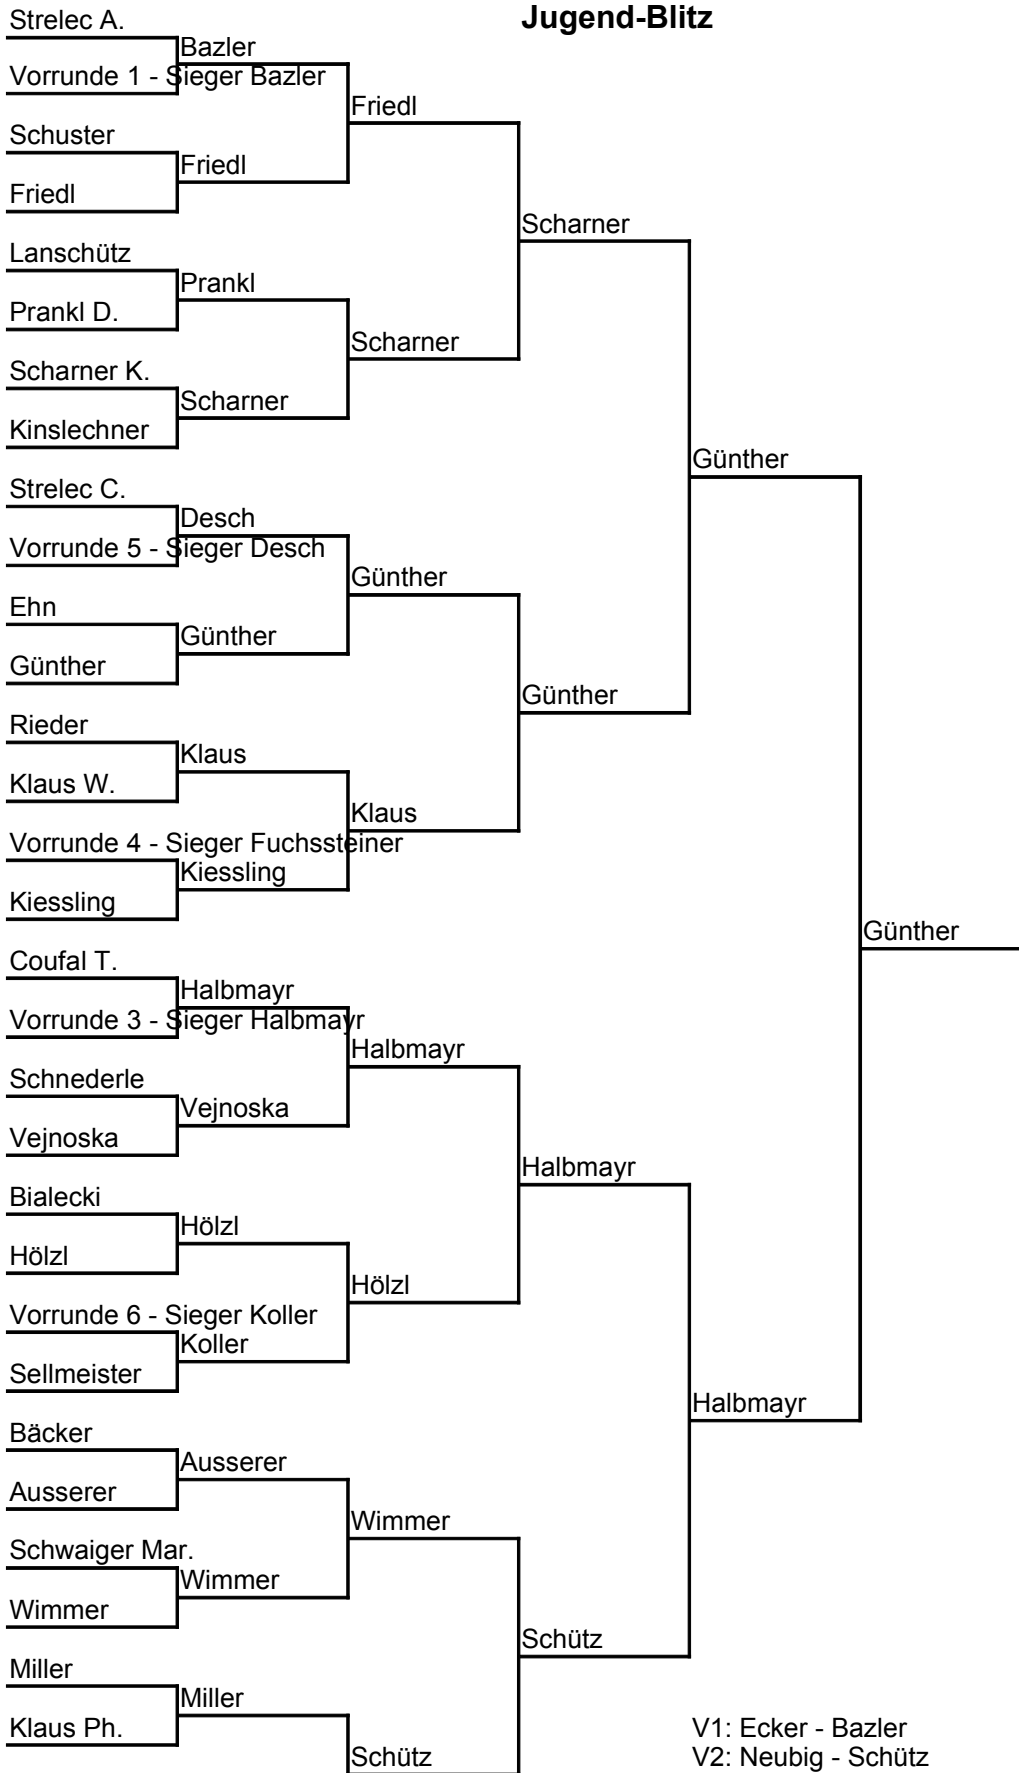 Jugend-Blitz
Strelec A.
Bazler
Vorrunde 1 - Sieger Bazler
Friedl
Schuster
Friedl
Friedl
Scharner
Lanschütz
Prankl
Prankl D.
Scharner
Scharner K.
Scharner
Kinslechner
Günther
Strelec C.
Desch
Vorrunde 5 - Sieger Desch
Günther
Ehn
Günther
Günther
Günther
Rieder
Klaus
Klaus W.
Klaus
Vorrunde 4 - Sieger Fuchssteiner
Kiessling
Kiessling
Günther
Coufal T.
Halbmayr
Vorrunde 3 - Sieger Halbmayr
Halbmayr
Schnederle
Vejnoska
Vejnoska
Halbmayr
Bialecki
Hölzl
Hölzl
Hölzl
Vorrunde 6 - Sieger Koller
Koller
Sellmeister
Halbmayr
Bäcker
Ausserer
Ausserer
Wimmer
Schwaiger Mar.
Wimmer
Wimmer
Schütz
Miller
Miller
Klaus Ph.
V1: Ecker - Bazler
Schütz
V2: Neubig - Schütz